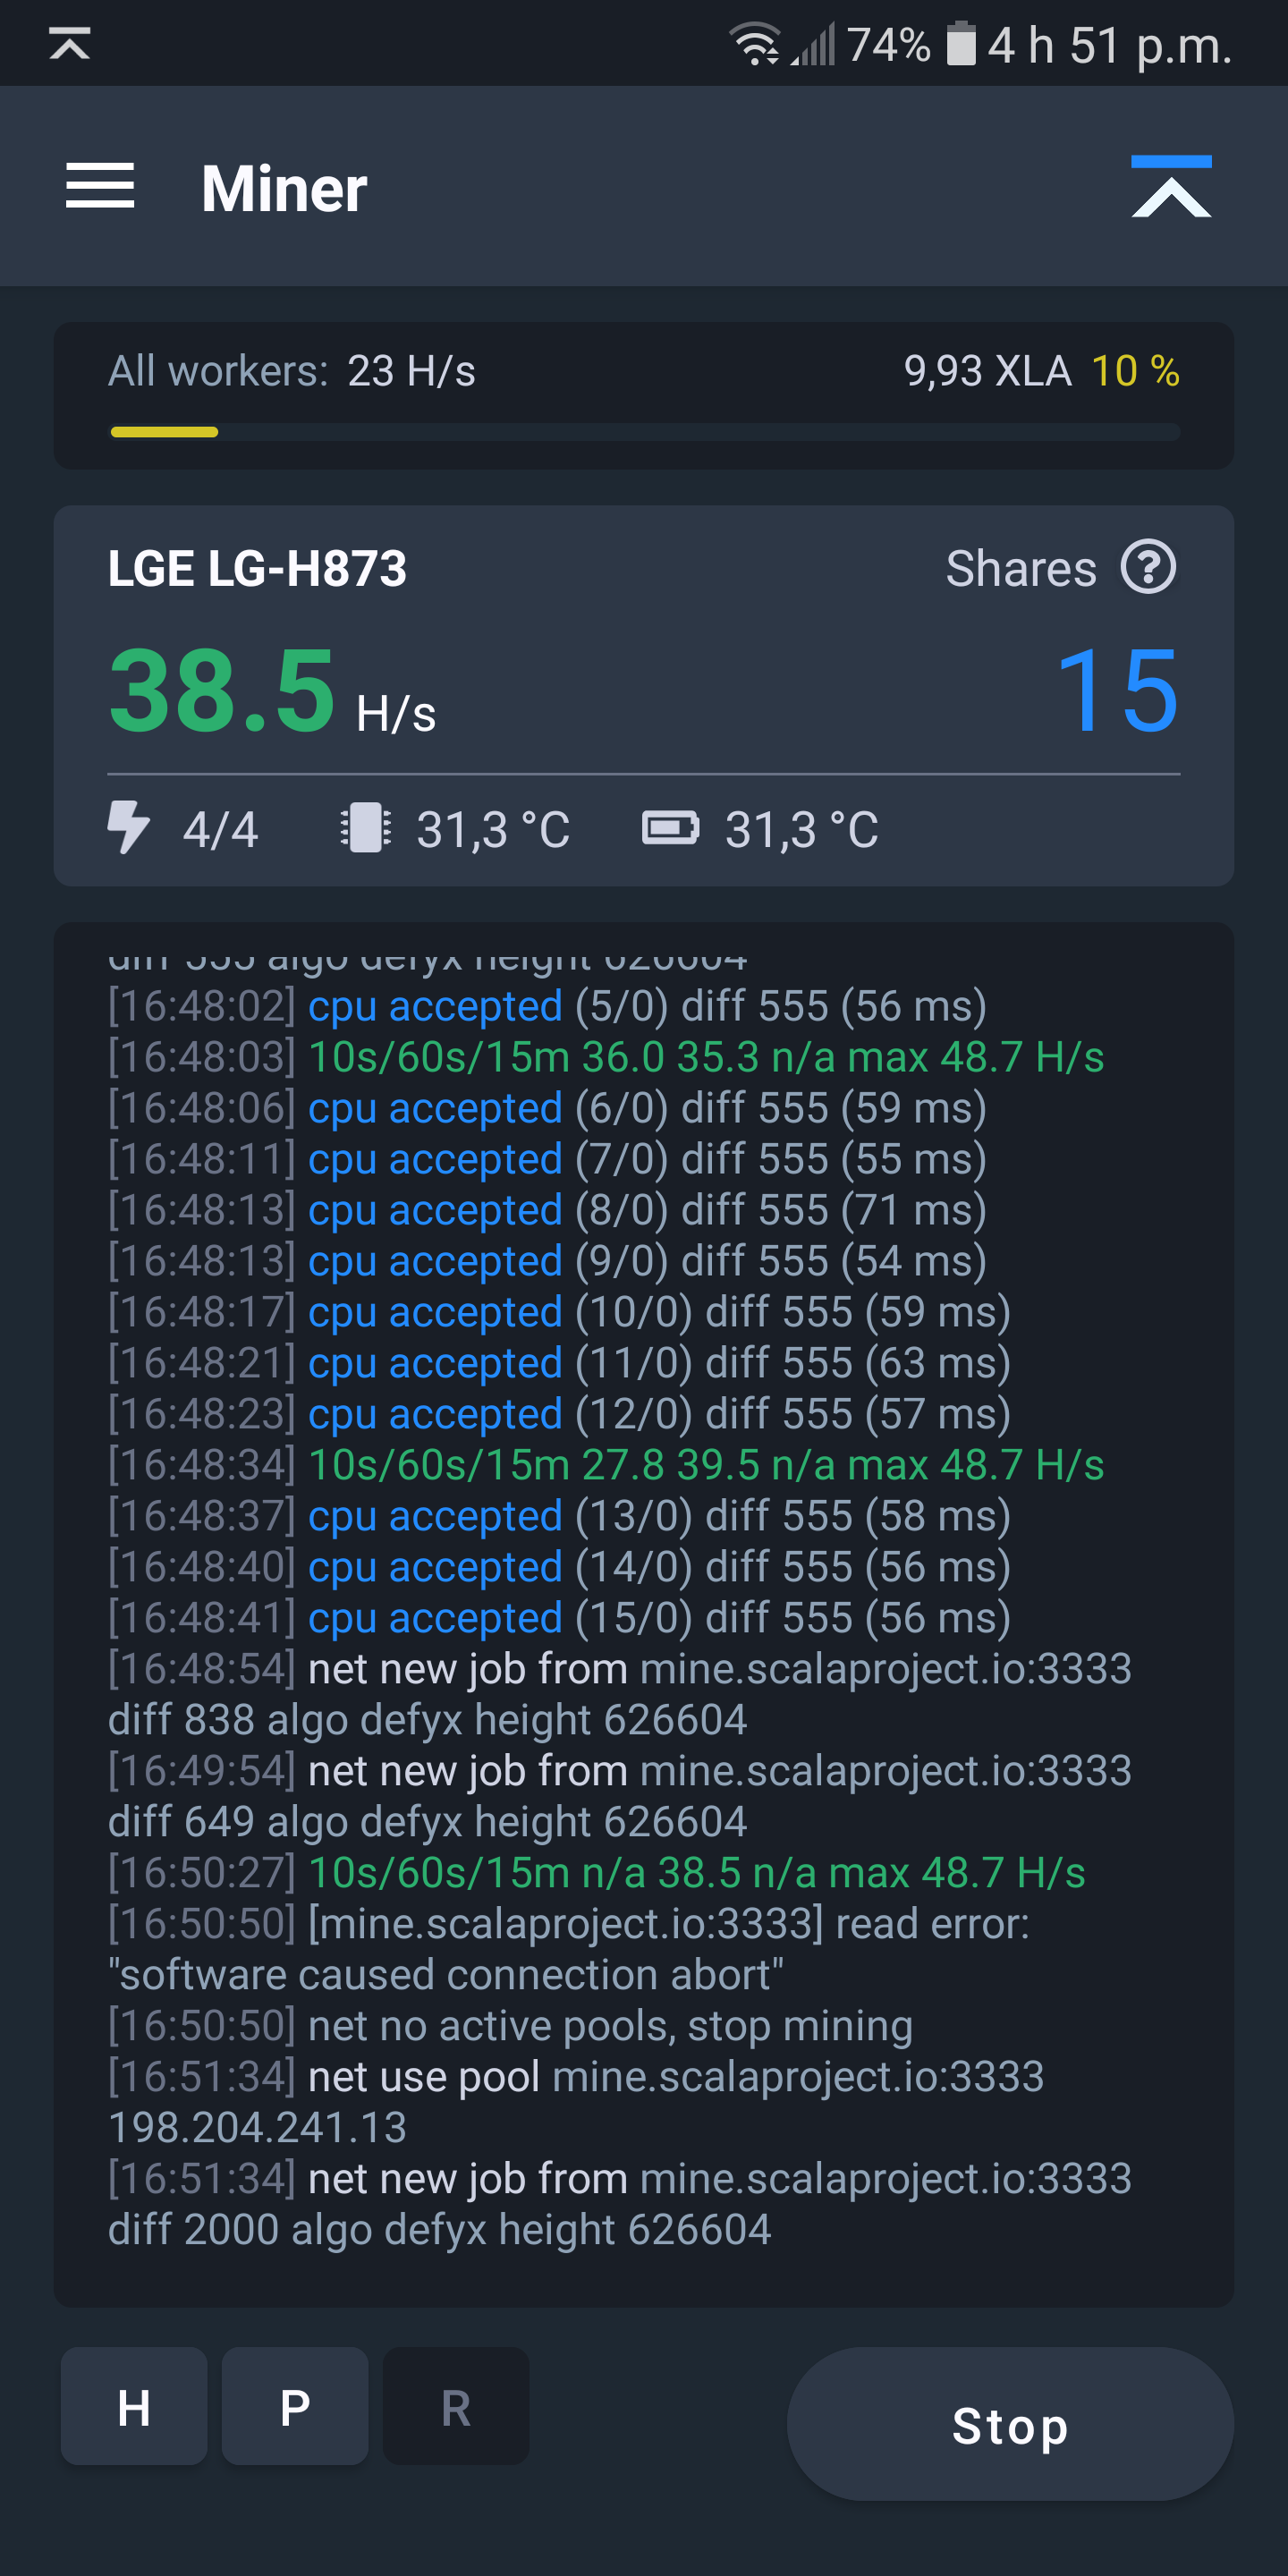 74% 4 h 51 p.m.
Miner
All workers: 23 H/s 9,93 XLA 10 %
LGE LG-H873 Shares ?
38.5 H/s 15
4/4 31,3 °C 31,3 °C
diff 555 algo defyx height 626604
[16:48:02] cpu accepted (5/0) diff 555 (56 ms)
[16:48:03] 10s/60s/15m 36.0 35.3 n/a max 48.7 H/s
[16:48:06] cpu accepted (6/0) diff 555 (59 ms)
[16:48:11] cpu accepted (7/0) diff 555 (55 ms)
[16:48:13] cpu accepted (8/0) diff 555 (71 ms)
[16:48:13] cpu accepted (9/0) diff 555 (54 ms)
[16:48:17] cpu accepted (10/0) diff 555 (59 ms)
[16:48:21] cpu accepted (11/0) diff 555 (63 ms)
[16:48:23] cpu accepted (12/0) diff 555 (57 ms)
[16:48:34] 10s/60s/15m 27.8 39.5 n/a max 48.7 H/s
[16:48:37] cpu accepted (13/0) diff 555 (58 ms)
[16:48:40] cpu accepted (14/0) diff 555 (56 ms)
[16:48:41] cpu accepted (15/0) diff 555 (56 ms)
[16:48:54] net new job from mine.scalaproject.io:3333
diff 838 algo defyx height 626604
[16:49:54] net new job from mine.scalaproject.io:3333
diff 649 algo defyx height 626604
[16:50:27] 10s/60s/15m n/a 38.5 n/a max 48.7 H/s
[16:50:50] [mine.scalaproject.io:3333] read error:
"software caused connection abort"
[16:50:50] net no active pools, stop mining
[16:51:34] net use pool mine.scalaproject.io:3333
198.204.241.13
[16:51:34] net new job from mine.scalaproject.io:3333
diff 2000 algo defyx height 626604
H P R Stop